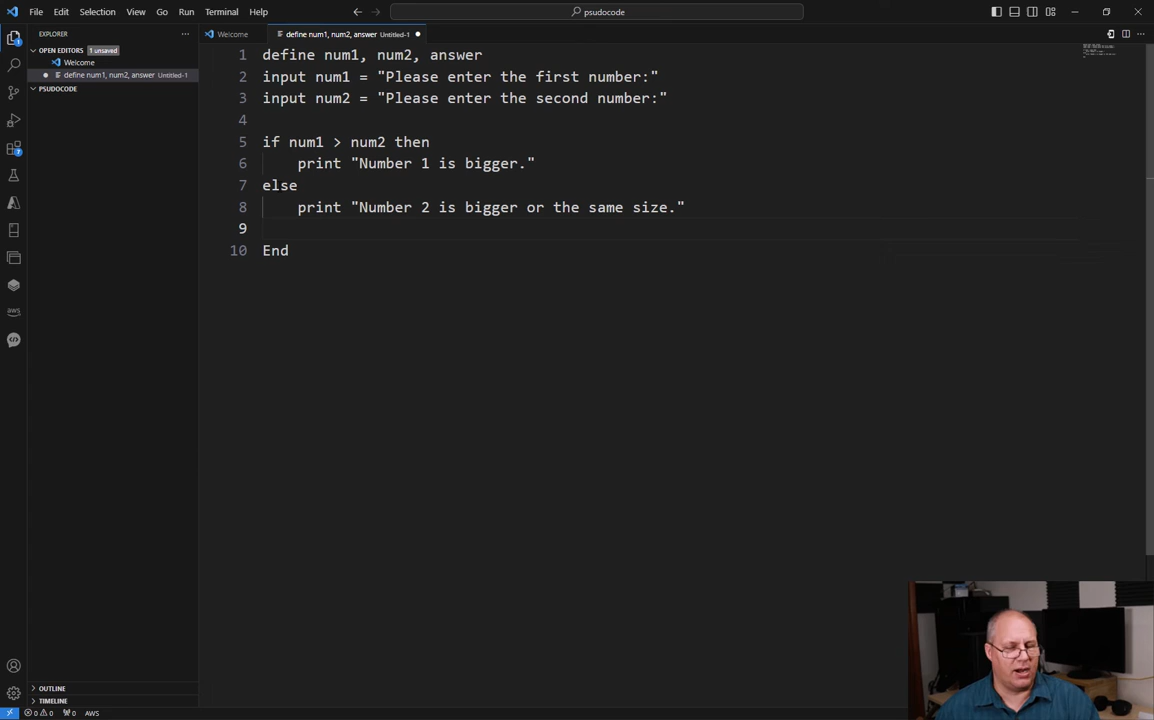 File Edit Selection View Run Terminal Help
psudocode
EXPLORER
OPEN EDITORS 1 unsaved
Welcome
define num1, num2, answer Untitled-1
PSUDOCODE
OUTLINE
TIMELINE
Welcome
define num1, num2, answer Untitled-1
1 define num1, num2, answer
2 input num1 = "Please enter the first number:"
3 input num2 = "Please enter the second number:"
4
5 if num1 > num2 then
6 print "Number 1 is bigger."
7 else
8 print "Number 2 is bigger or the same size."
9
10 End
aws
0 0 0 AWS